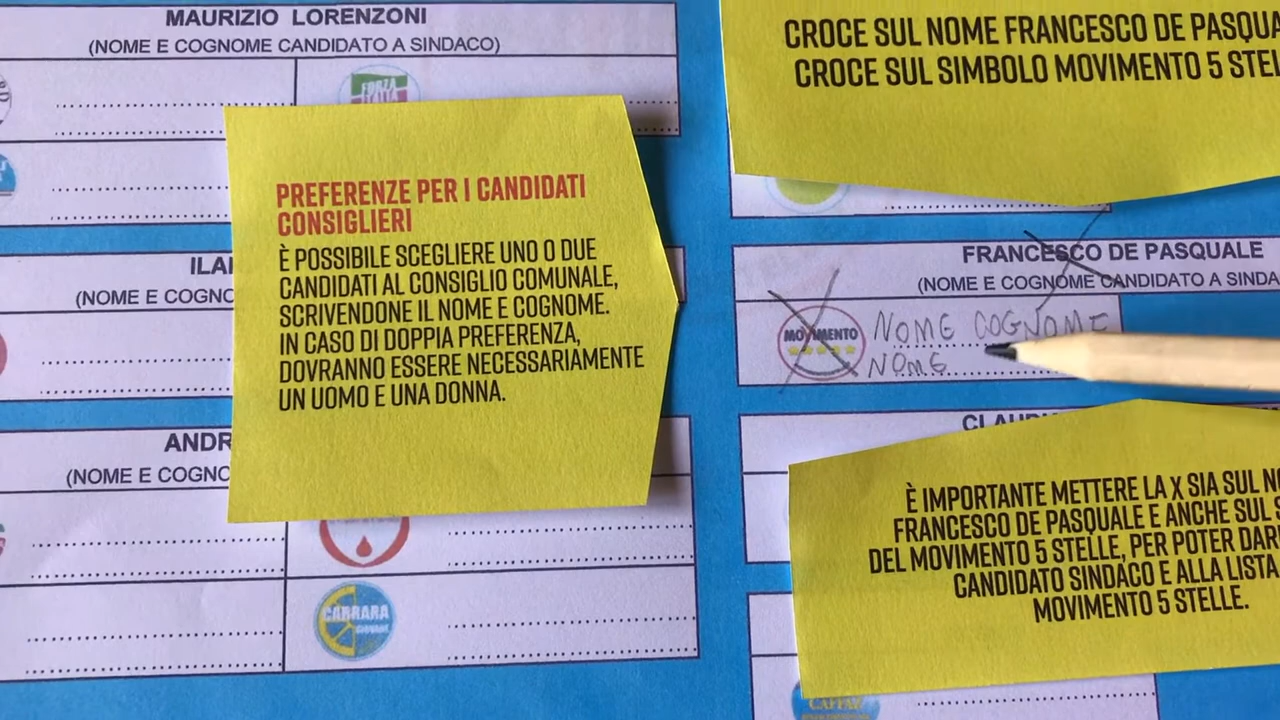 MAURIZIO LORENZONI
(NOME E COGNOME CANDIDATO A SINDACO)
FORZA
ITALIA
PREFERENZE PER I CANDIDATI
CONSIGLIERI
È POSSIBILE SCEGLIERE UNO O DUE
CANDIDATI AL CONSIGLIO COMUNALE,
SCRIVENDONE IL NOME E COGNOME.
IN CASO DI DOPPIA PREFERENZA,
DOVRANNO ESSERE NECESSARIAMENTE
UN UOMO E UNA DONNA.
ILA
(NOME E COGNO
ANDR
(NOME E COGNO
CARRARA
CROCE SUL NOME FRANCESCO DE PASQUA
CROCE SUL SIMBOLO MOVIMENTO 5 STEL
FRANCESCO DE PASQUALE
(NOME E COGNOME CANDIDATO A SINDA
MOVIMENTO
NOME COGNOME
NOME
CLAUD
È IMPORTANTE METTERE LA X SIA SUL NO
FRANCESCO DE PASQUALE E ANCHE SUL S
DEL MOVIMENTO 5 STELLE, PER POTER DAR
CANDIDATO SINDACO E ALLA LISTA
MOVIMENTO 5 STELLE.